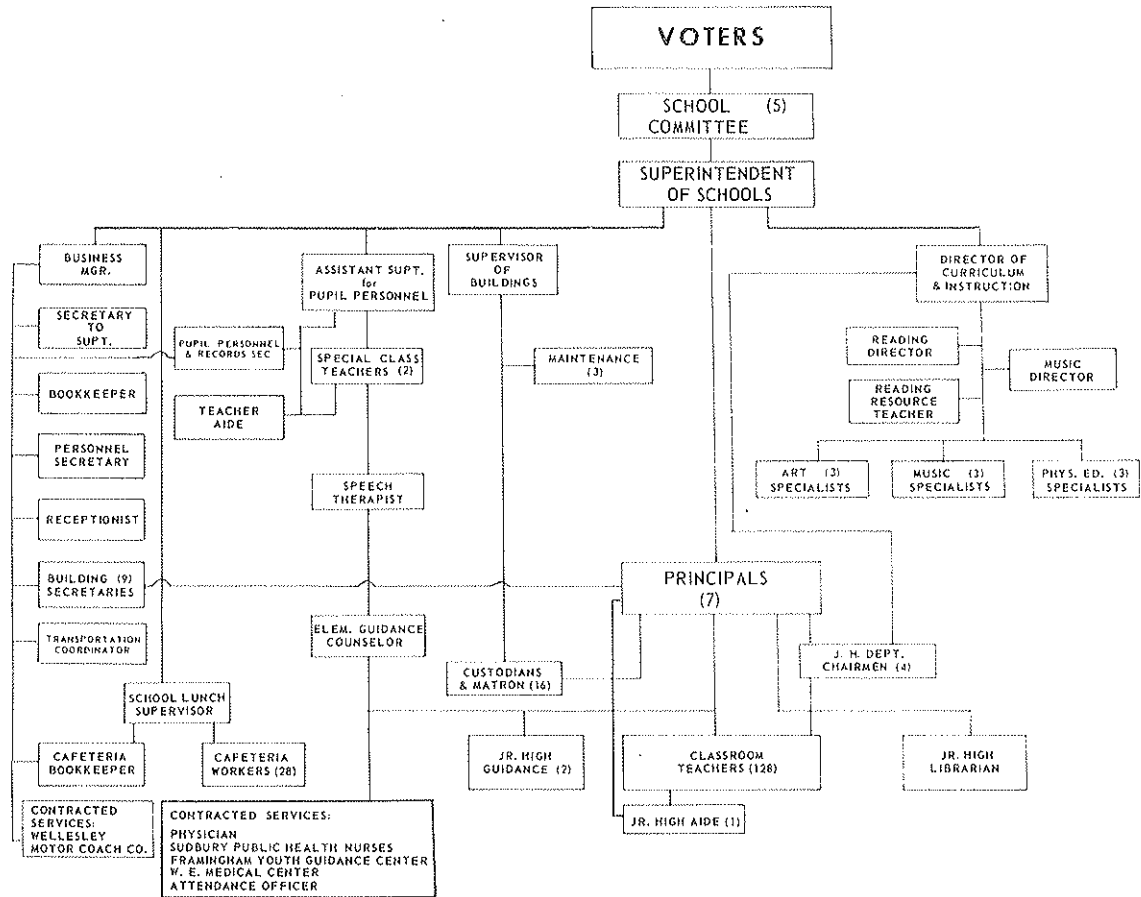 VOTERS
SCHOOL (5)
COMMITTEE
SUPERINTENDENT
OF SCHOOLS
BUSINESS
MGR.
ASSISTANT SUPT.
for
PUPIL PERSONNEL
SUPERVISOR
OF
BUILDINGS
DIRECTOR OF
CURRICULUM
& INSTRUCTION
SECRETARY
TO
SUPT.
PUPIL PERSONNEL
& RECORDS SEC
SPECIAL CLASS
TEACHERS (2)
MAINTENANCE
(3)
READING
DIRECTOR
MUSIC
DIRECTOR
BOOKKEEPER
TEACHER
AIDE
READING
RESOURCE
TEACHER
PERSONNEL
SECRETARY
SPEECH
THERAPIST
ART (3)
SPECIALISTS
MUSIC (3)
SPECIALISTS
PHYS. ED. (3)
SPECIALISTS
RECEPTIONIST
BUILDING (9)
SECRETARIES
PRINCIPALS
(7)
TRANSPORTATION
COORDINATOR
ELEM. GUIDANCE
COUNSELOR
J. H. DEPT.
CHAIRMEN (4)
CUSTODIANS
& MATRON (16)
SCHOOL LUNCH
SUPERVISOR
CAFETERIA
BOOKKEEPER
CAFETERIA
WORKERS (28)
JR. HIGH
GUIDANCE (2)
CLASSROOM
TEACHERS (128)
JR. HIGH
LIBRARIAN
JR. HIGH AIDE (1)
CONTRACTED
SERVICES:
WELLESLEY
MOTOR COACH CO.
CONTRACTED SERVICES:
PHYSICIAN
SUDBURY PUBLIC HEALTH NURSES
FRAMINGHAM YOUTH GUIDANCE CENTER
W. E. MEDICAL CENTER
ATTENDANCE OFFICER